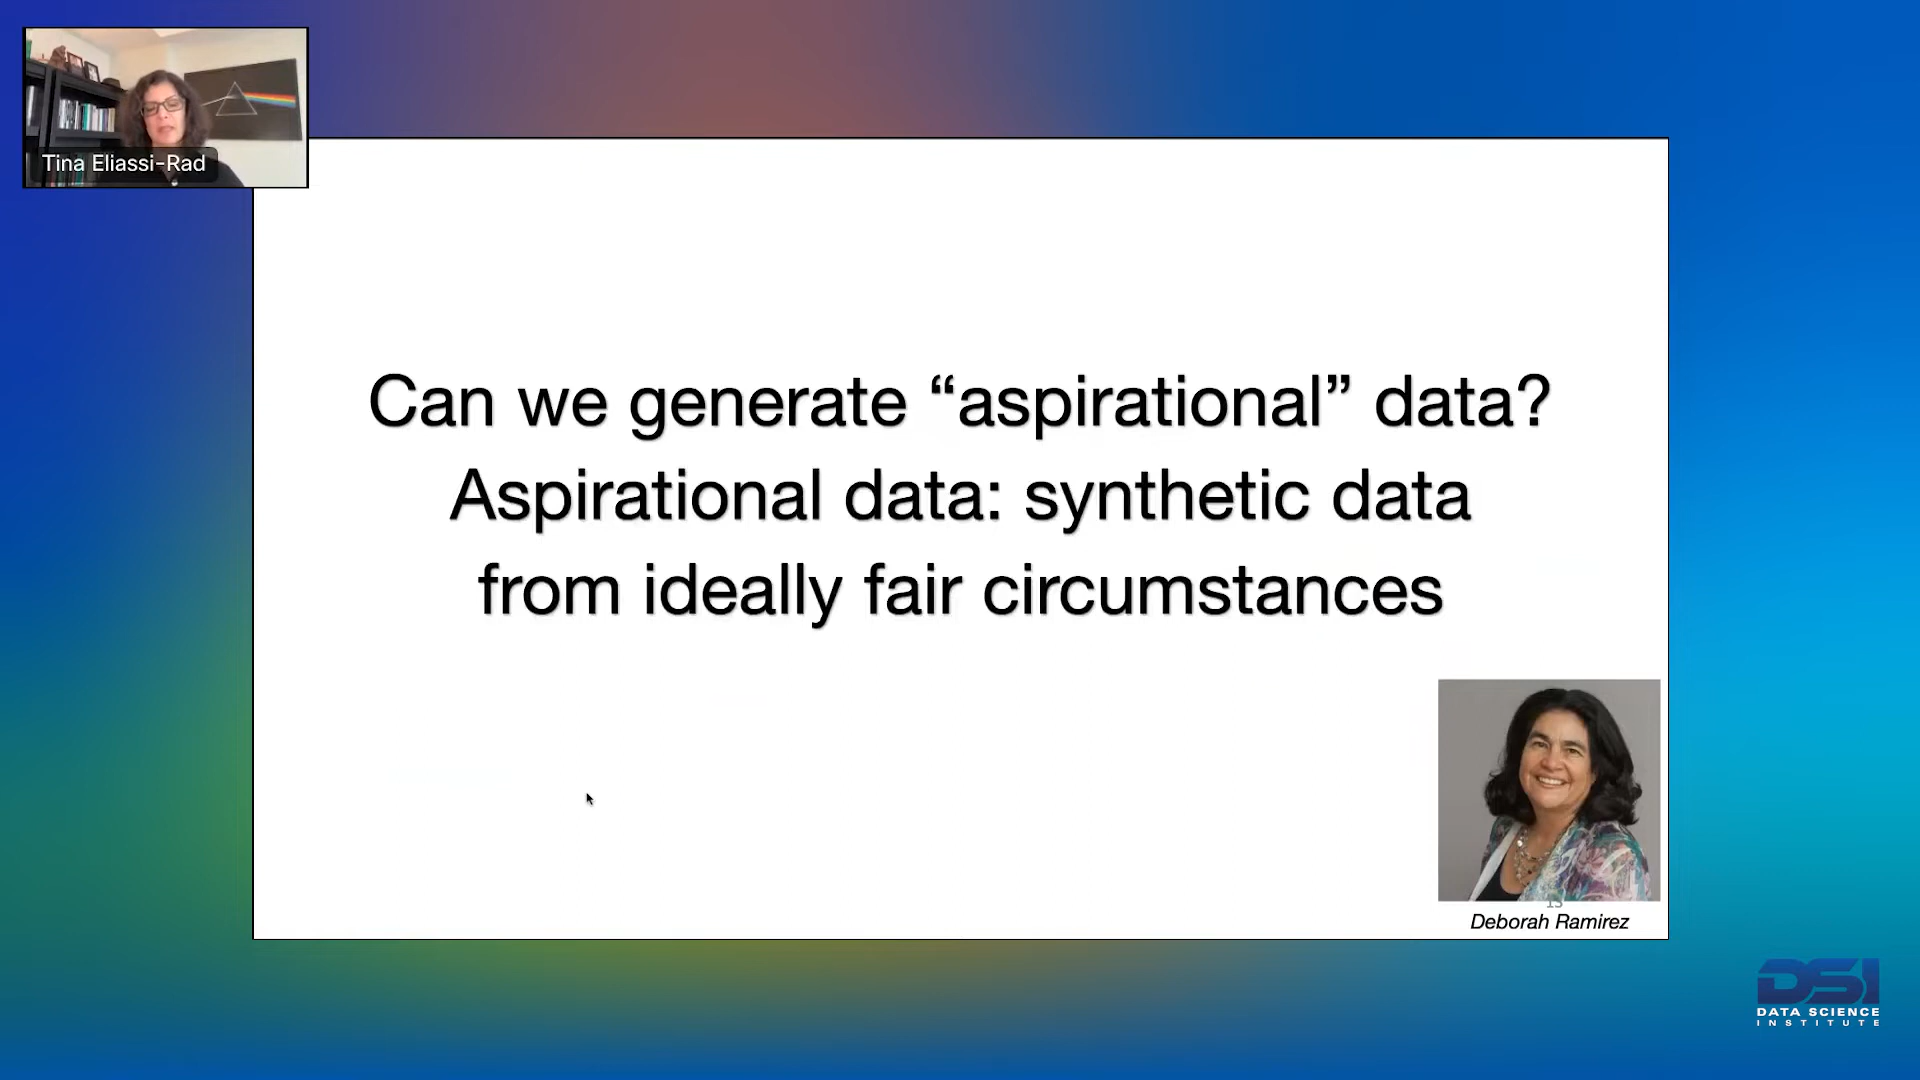 Tina Eliassi-Rad
Can we generate “aspirational” data?
Aspirational data: synthetic data
from ideally fair circumstances
13
Deborah Ramirez
DSI
DATA SCIENCE
INSTITUTE